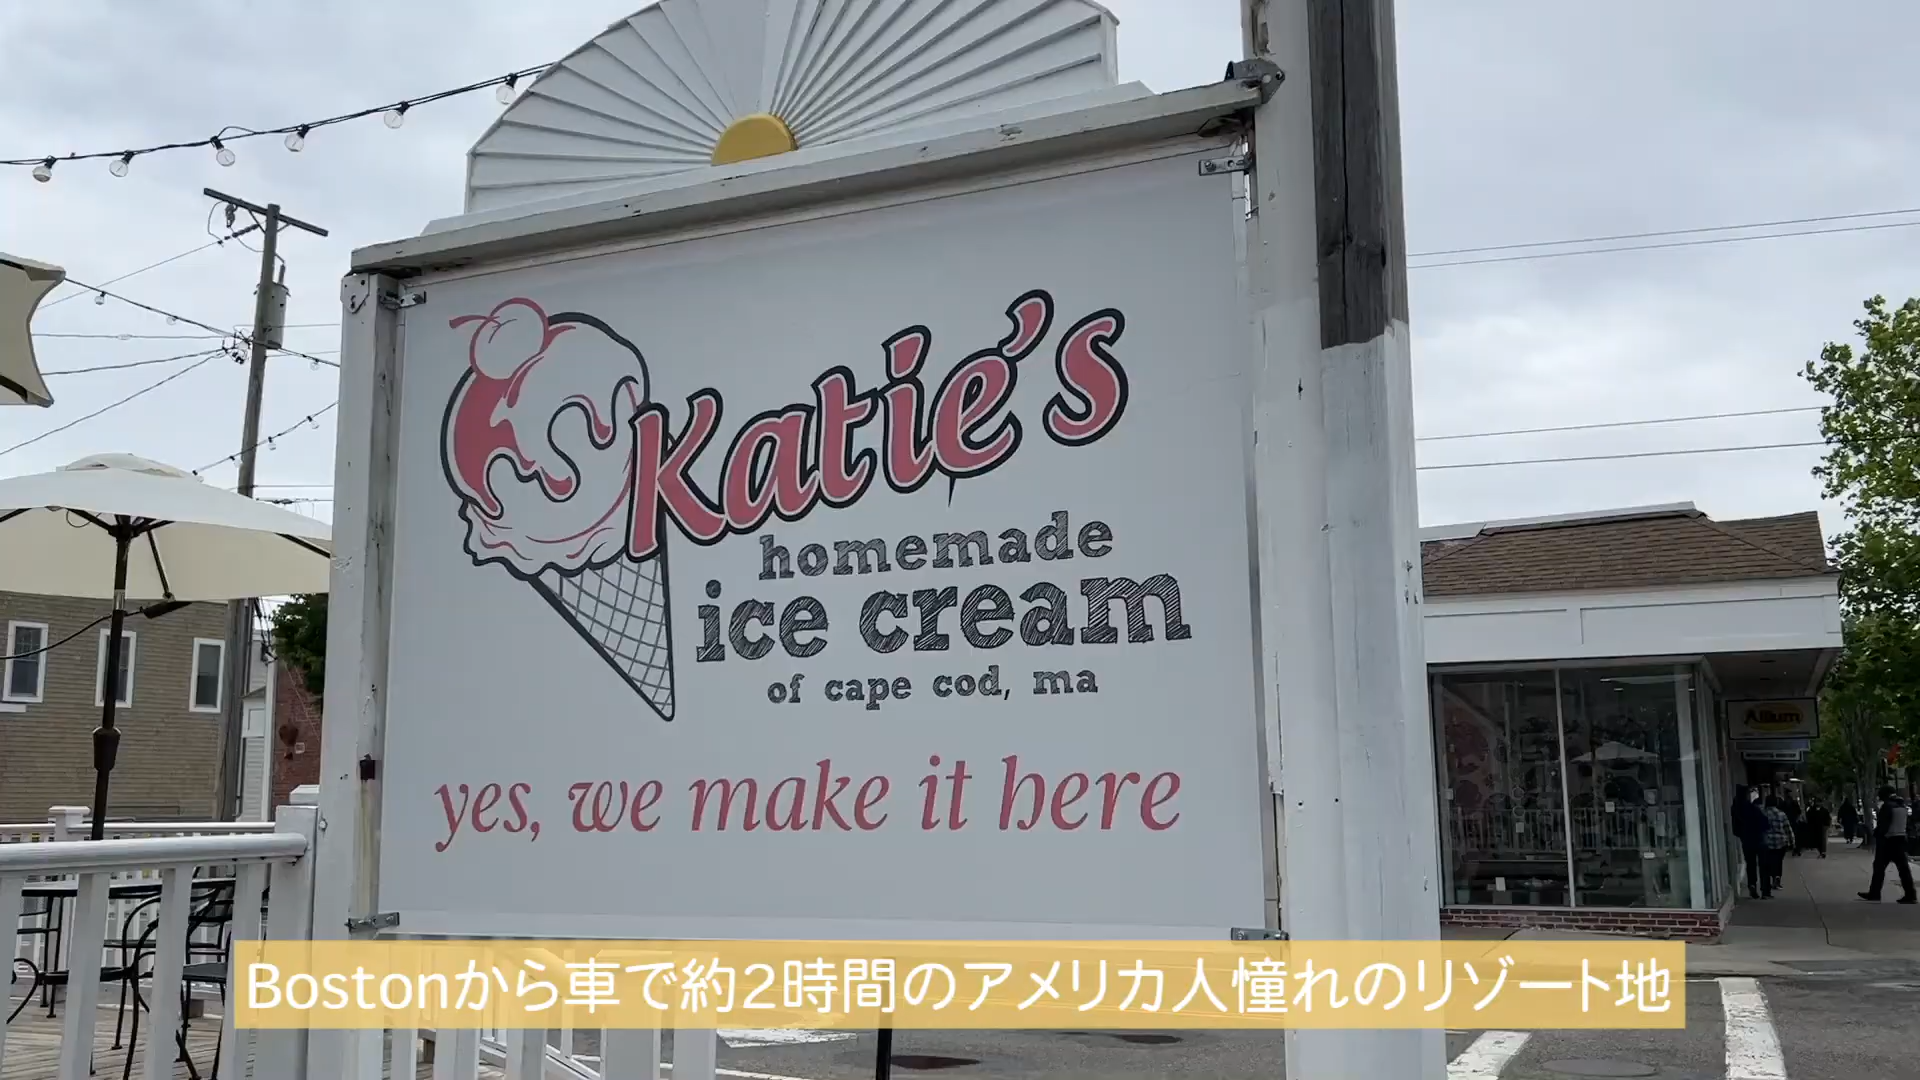 Katie's
homemade
ice cream
of cape cod, ma
yes, we make it here
Allium
Bostonから車で約2時間のアメリカ人憧れのリゾート地